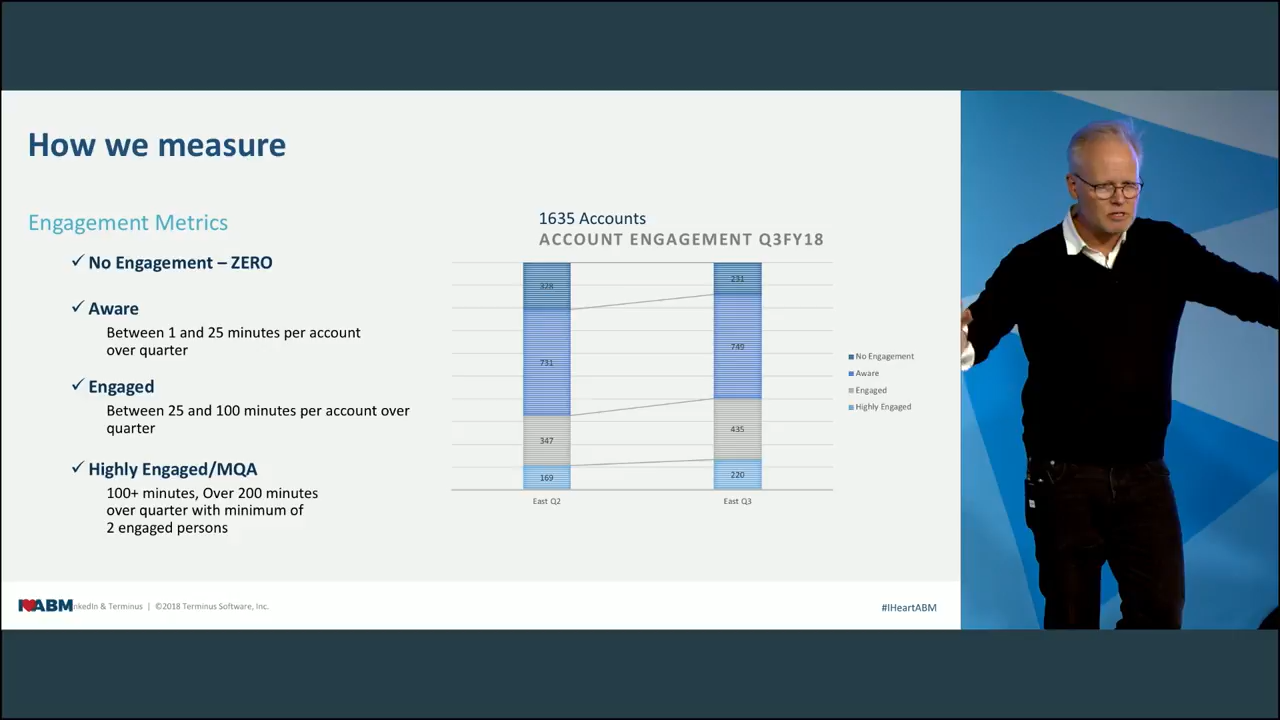 How we measure
Engagement Metrics
✓ No Engagement – ZERO
✓ Aware
Between 1 and 25 minutes per account
over quarter
✓ Engaged
Between 25 and 100 minutes per account over
quarter
✓ Highly Engaged/MQA
100+ minutes, Over 200 minutes
over quarter with minimum of
2 engaged persons
1635 Accounts
ACCOUNT ENGAGEMENT Q3FY18
328
231
731
749
347
435
169
220
East Q2
East Q3
No Engagement
Aware
Engaged
Highly Engaged
I ABM
nkedIn & Terminus | ©2018 Terminus Software, Inc.
#IHeartABM